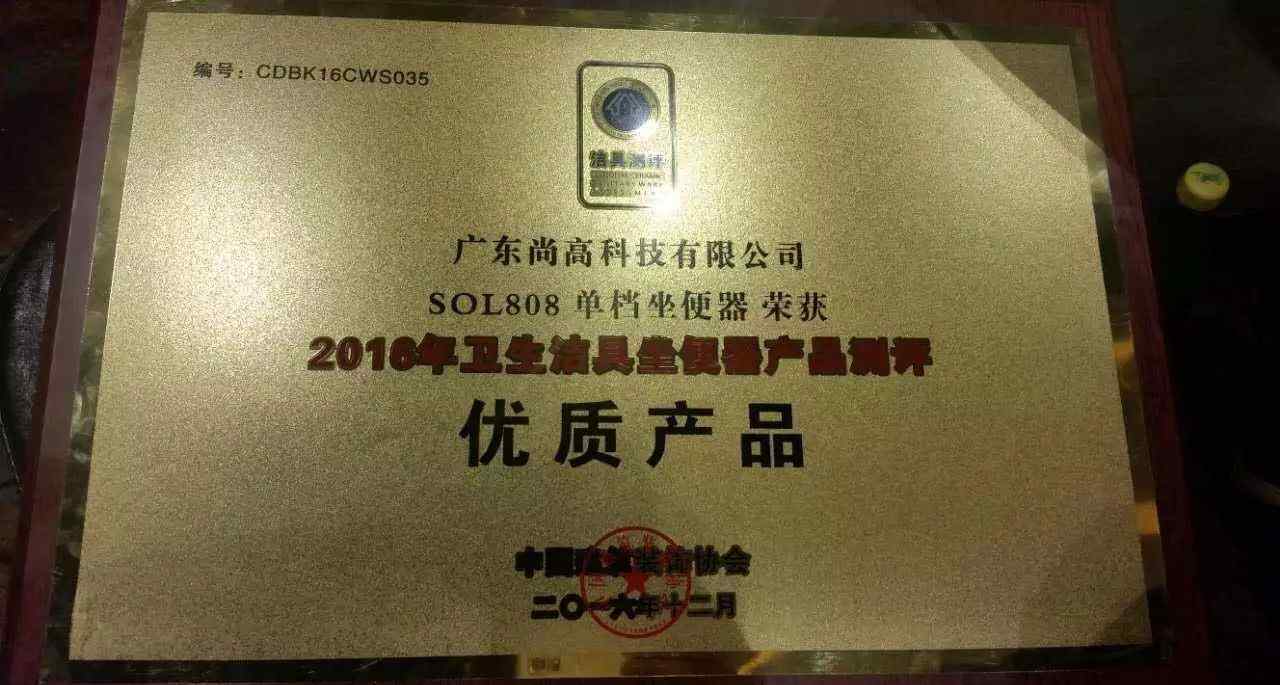 编号：CDBK16CWS035
洁具测评
广东尚高科技有限公司
SOL808 单档坐便器 荣获
2016年卫生洁具坐便器产品测评
优质产品
中国建筑装饰协会
二〇一六年十二月